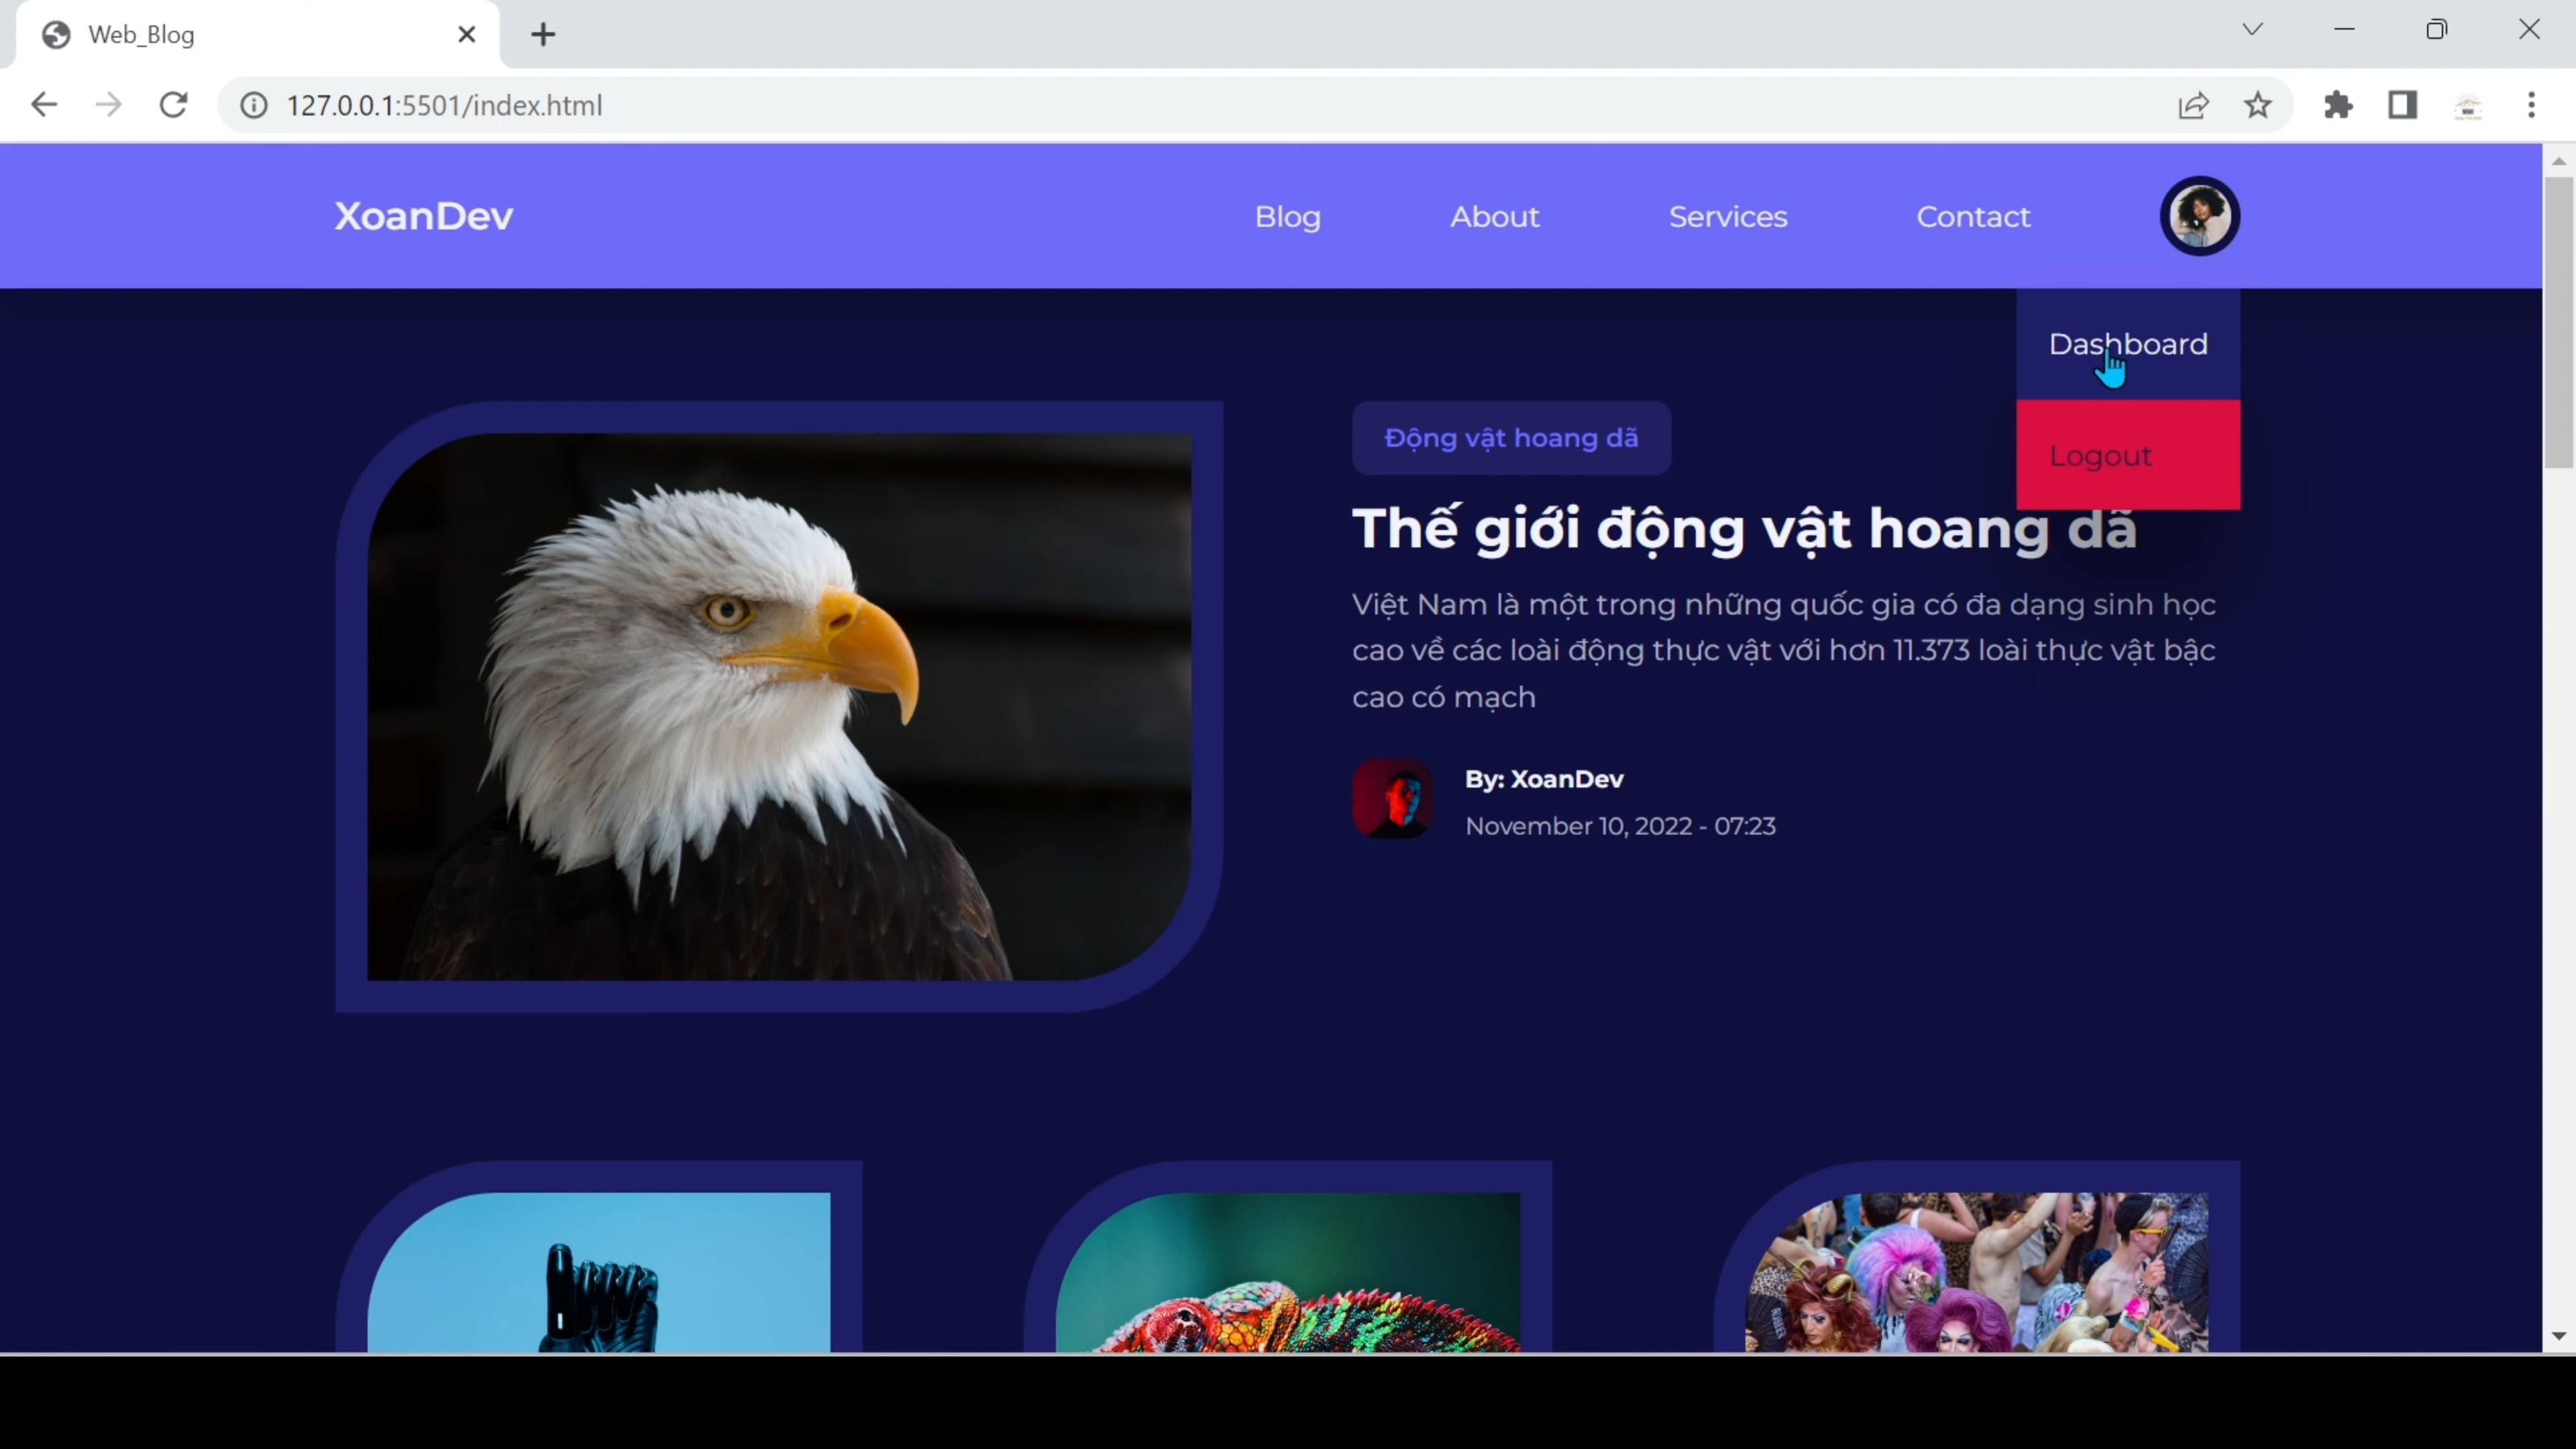 Web_Blog
127.0.0.1:5501/index.html
XoanDev
Blog
About
Services
Contact
Dashboard
Logout
Động vật hoang dã
Thế giới động vật hoang dã
Việt Nam là một trong những quốc gia có đa dạng sinh học
cao về các loài động thực vật với hơn 11.373 loài thực vật bậc
cao có mạch
By: XoanDev
November 10, 2022 - 07:23